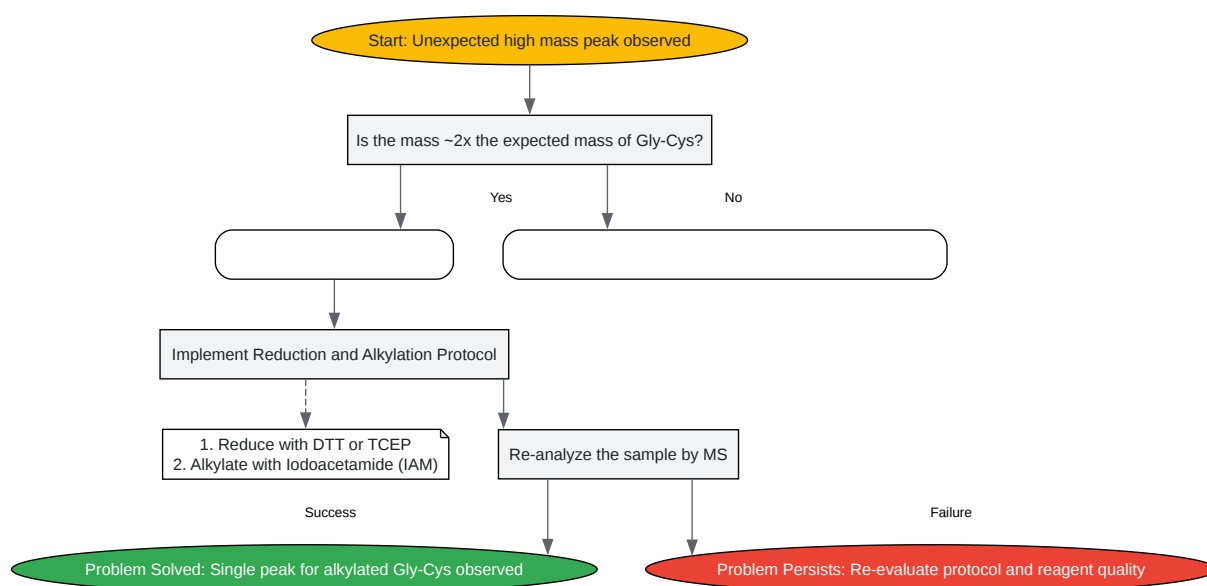 Start: Unexpected high mass peak observed
Is the mass ~2x the expected mass of Gly-Cys?
Yes
No
Implement Reduction and Alkylation Protocol
1. Reduce with DTT or TCEP
2. Alkylate with Iodoacetamide (IAM)
Re-analyze the sample by MS
Success
Failure
Problem Solved: Single peak for alkylated Gly-Cys observed
Problem Persists: Re-evaluate protocol and reagent quality